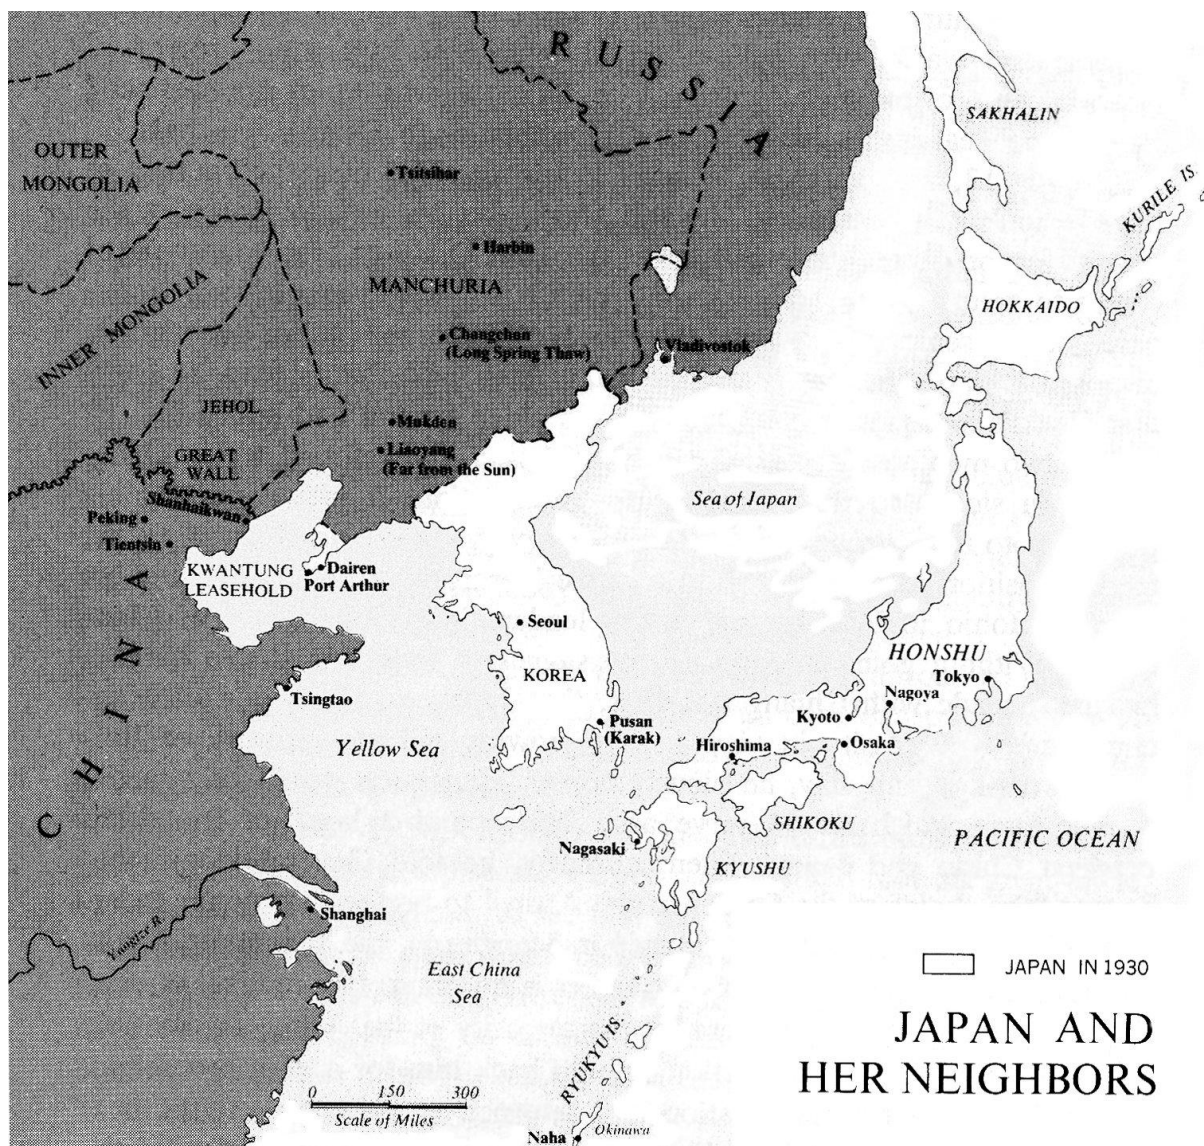 RUSSIA
SAKHALIN
OUTER
MONGOLIA
Tsitsihar
KURILE IS.
Harbin
MANCHURIA
HOKKAIDO
INNER MONGOLIA
Changchun
(Long Spring Thaw)
Vladivostok
JEHOL
Mukden
GREAT
WALL
Liaoyang
(Far from the Sun)
Shanhaikwan
Sea of Japan
Peking
Tientsin
CHINA
KWANTUNG
LEASEHOLD
Dairen
Port Arthur
Seoul
KOREA
HONSHU
Tokyo
Nagoya
Tsingtao
Pusan
(Karak)
Kyoto
Yellow Sea
Hiroshima
Osaka
SHIKOKU
PACIFIC OCEAN
Nagasaki
KYUSHU
Shanghai
Yangtze R.
East China
Sea
JAPAN IN 1930
JAPAN AND
HER NEIGHBORS
RYUKYU IS.
0 150 300
Scale of Miles
Naha
Okinawa